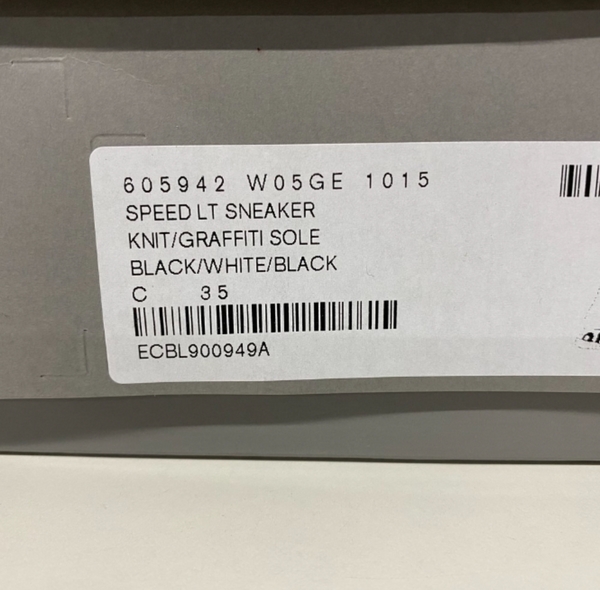 605942 W05GE 1015
SPEED LT SNEAKER
KNIT/GRAFFITI SOLE
BLACK/WHITE/BLACK
C 35
ECBL900949A